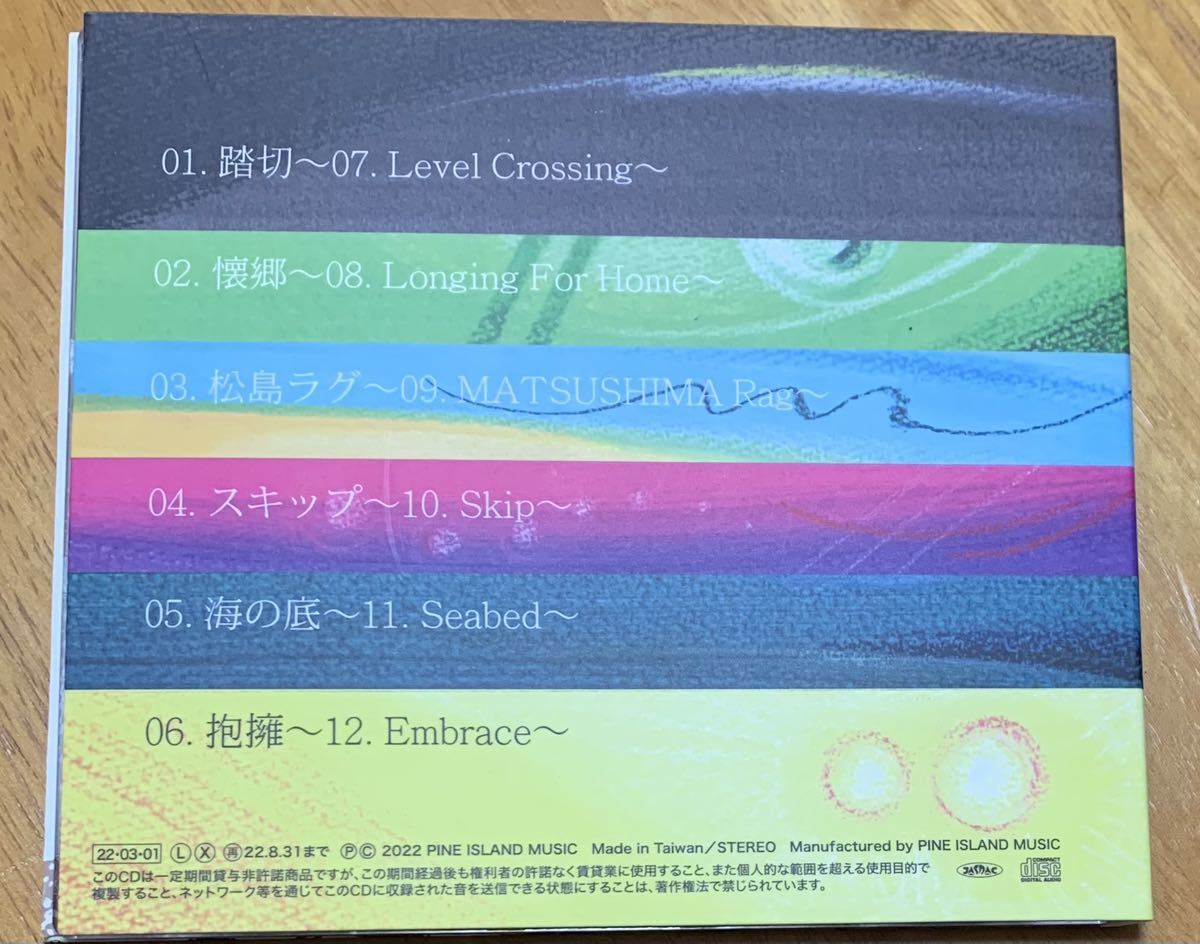 01. 踏切〜07. Level Crossing〜
02. 懐郷〜08. Longing For Home〜
03. 松島ラグ〜09. MATSUSHIMA Rag〜
04. スキップ〜10. Skip〜
05. 海の底〜11. Seabed〜
06. 抱擁〜12. Embrace〜
22・03・01 Ⓛ Ⓧ ㊢22.8.31まで Ⓟ© 2022 PINE ISLAND MUSIC Made in Taiwan／STEREO Manufactured by PINE ISLAND MUSIC
このCDは一定期間貸与非許諾商品ですが、この期間経過後も権利者の許諾なく賃貸業に使用すること、また個人的な範囲を超える使用目的で
複製すること、ネットワーク等を通じてこのCDに収録された音を送信できる状態にすることは、著作権法で禁じられています。
JASRAC
COMPACT
disc
DIGITAL AUDIO